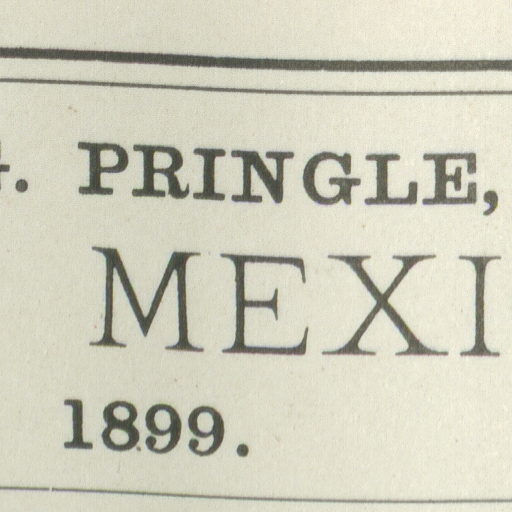 G. PRINGLE,
MEXI
1899.